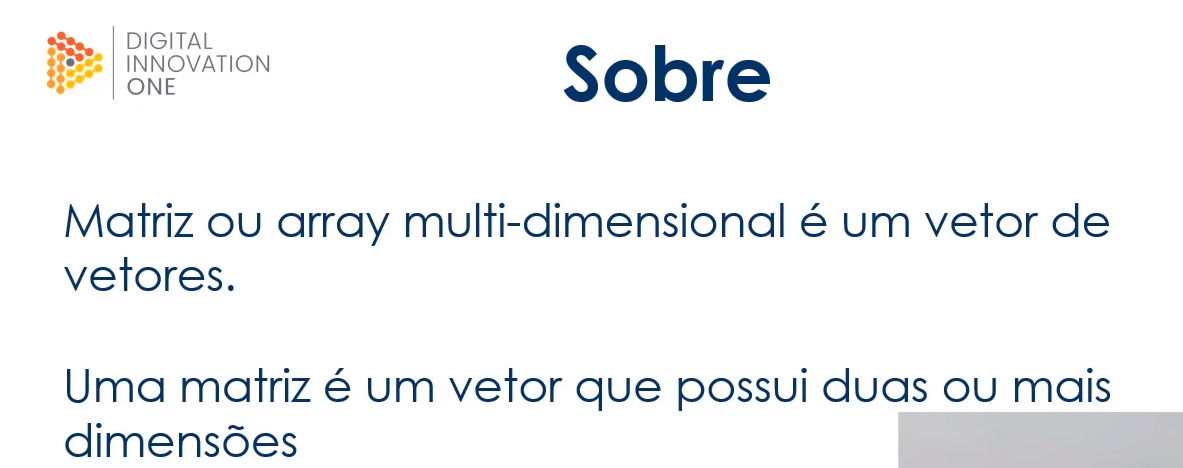 DIGITAL
INNOVATION
ONE
Sobre
Matriz ou array multi-dimensional é um vetor de
vetores.
Uma matriz é um vetor que possui duas ou mais
dimensões